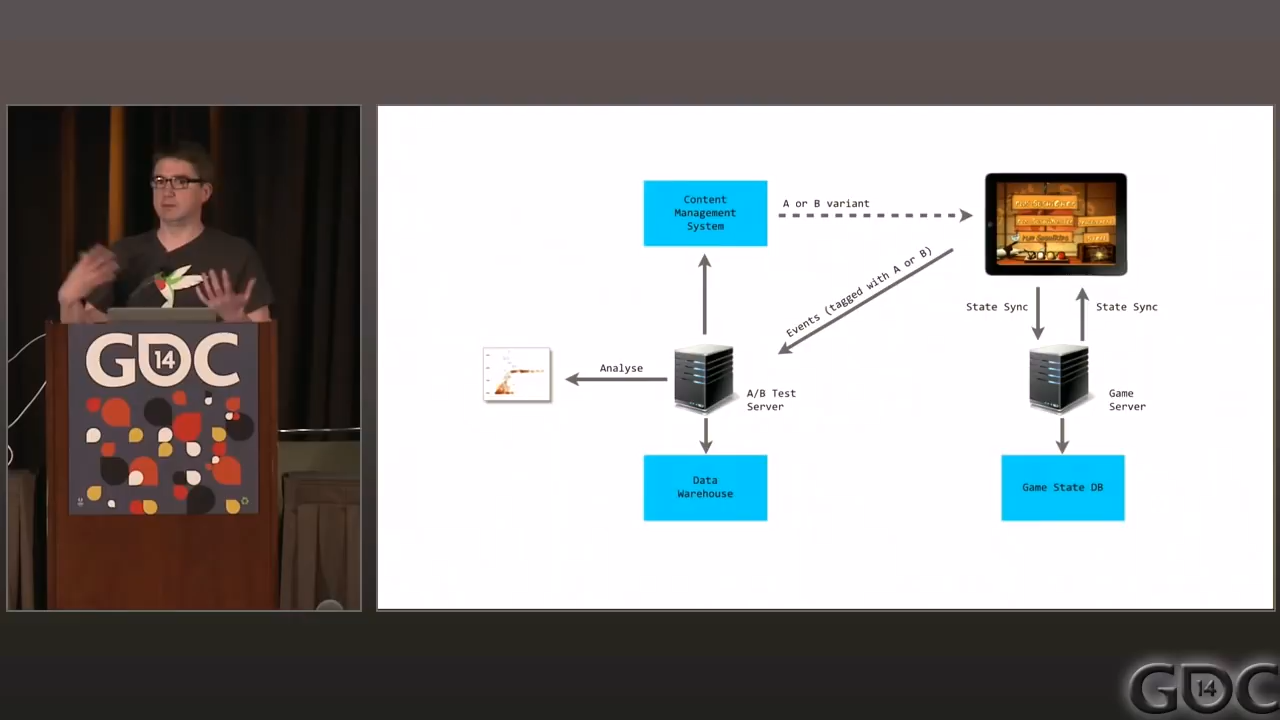 Content
Management
System
A or B variant
Events (tagged with A or B)
State Sync
State Sync
Analyse
A/B Test
Server
Game
Server
Data
Warehouse
Game State DB
GDC
14
GDC
14